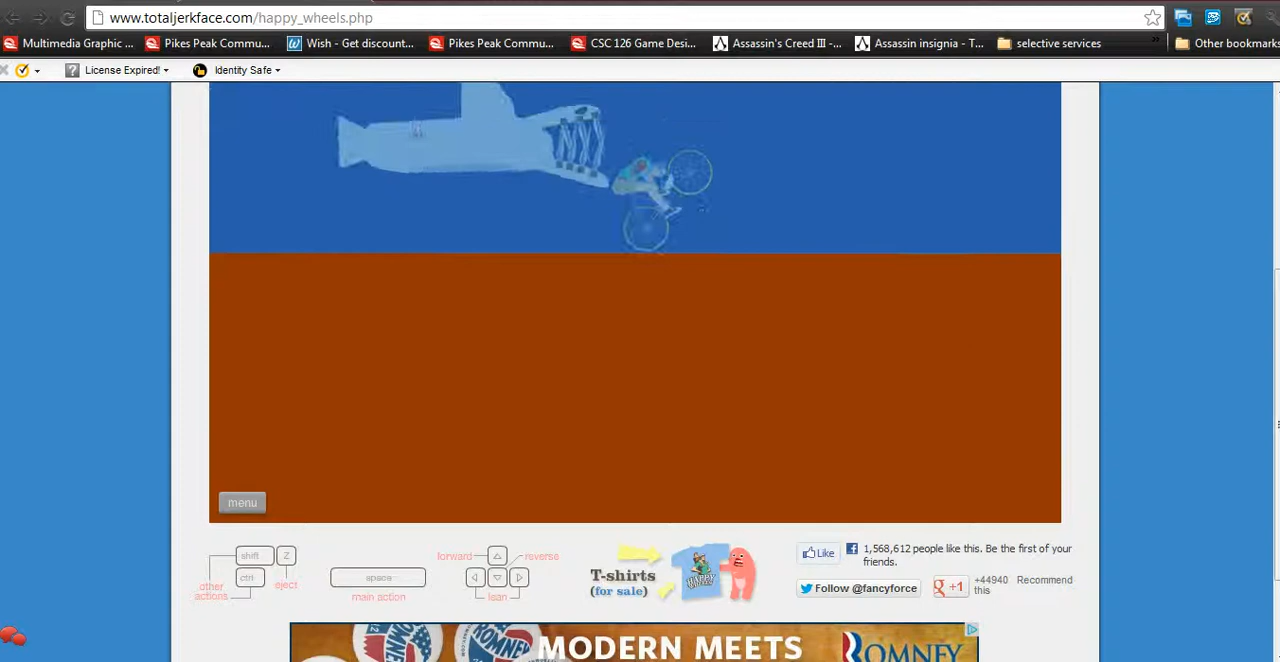 www.totaljerkface.com/happy_wheels.php
Multimedia Graphic ... Pikes Peak Commu... Wish - Get discount... Pikes Peak Commu... CSC 126 Game Desi... Assassin's Creed III -... Assassin insignia - T... selective services » Other bookmarks
License Expired! Identity Safe
menu
shift Z
ctrl
other actions
eject
space
main action
forward
reverse
lean
T-shirts
(for sale)
HAPPY
Like 1,568,612 people like this. Be the first of your
friends.
Follow @fancyforce +1 +44940 Recommend
this
ROMNEY ROMNEY MODERN MEETS ROMNEY